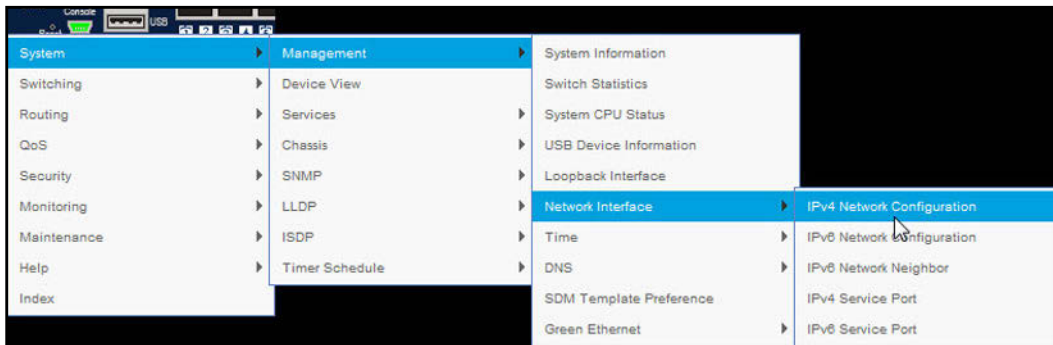 Console
USB
System
Switching
Routing
QoS
Security
Monitoring
Maintenance
Help
Index
Management
Device View
Services
Chassis
SNMP
LLDP
ISDP
Timer Schedule
System Information
Switch Statistics
System CPU Status
USB Device Information
Loopback Interface
Network Interface
Time
DNS
SDM Template Preference
Green Ethernet
IPv4 Network Configuration
IPv6 Network Configuration
IPv6 Network Neighbor
IPv4 Service Port
IPv6 Service Port